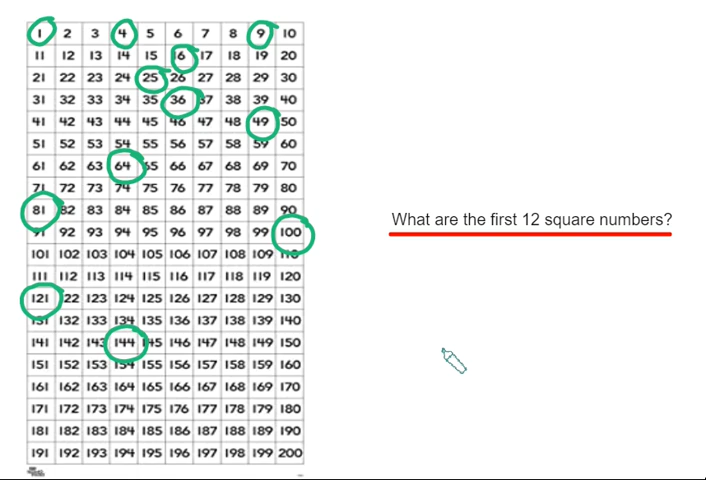 1 2 3 4 5 6 7 8 9 10
11 12 13 14 15 16 17 18 19 20
21 22 23 24 25 26 27 28 29 30
31 32 33 34 35 36 37 38 39 40
41 42 43 44 45 46 47 48 49 50
51 52 53 54 55 56 57 58 59 60
61 62 63 64 65 66 67 68 69 70
71 72 73 74 75 76 77 78 79 80
81 82 83 84 85 86 87 88 89 90
91 92 93 94 95 96 97 98 99 100
101 102 103 104 105 106 107 108 109 110
111 112 113 114 115 116 117 118 119 120
121 122 123 124 125 126 127 128 129 130
131 132 133 134 135 136 137 138 139 140
141 142 143 144 145 146 147 148 149 150
151 152 153 154 155 156 157 158 159 160
161 162 163 164 165 166 167 168 169 170
171 172 173 174 175 176 177 178 179 180
181 182 183 184 185 186 187 188 189 190
191 192 193 194 195 196 197 198 199 200
What are the first 12 square numbers?